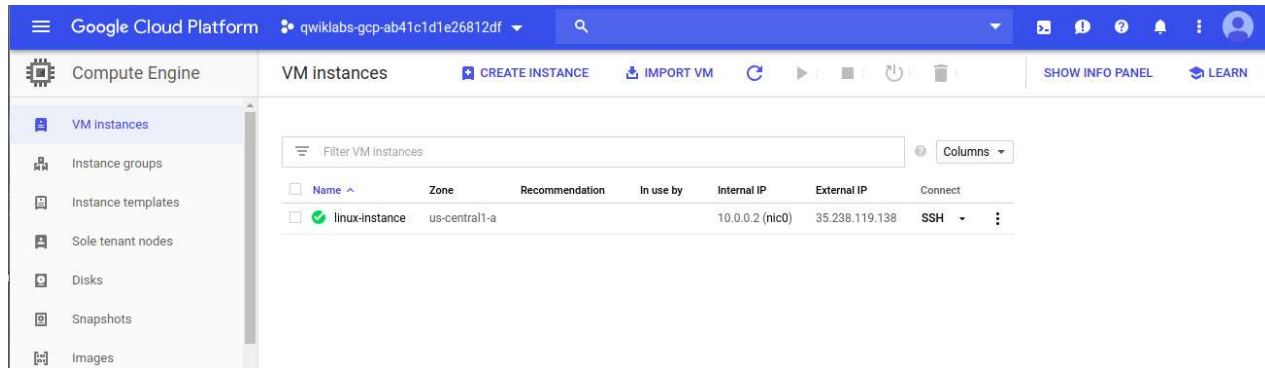 Google Cloud Platform qwiklabs-gcp-ab41c1d1e26812df
Compute Engine VM instances CREATE INSTANCE IMPORT VM SHOW INFO PANEL LEARN
VM instances
Instance groups
Instance templates
Sole tenant nodes
Disks
Snapshots
Images
Filter VM instances Columns
Name Zone Recommendation In use by Internal IP External IP Connect
linux-instance us-central1-a 10.0.0.2 (nic0) 35.238.119.138 SSH